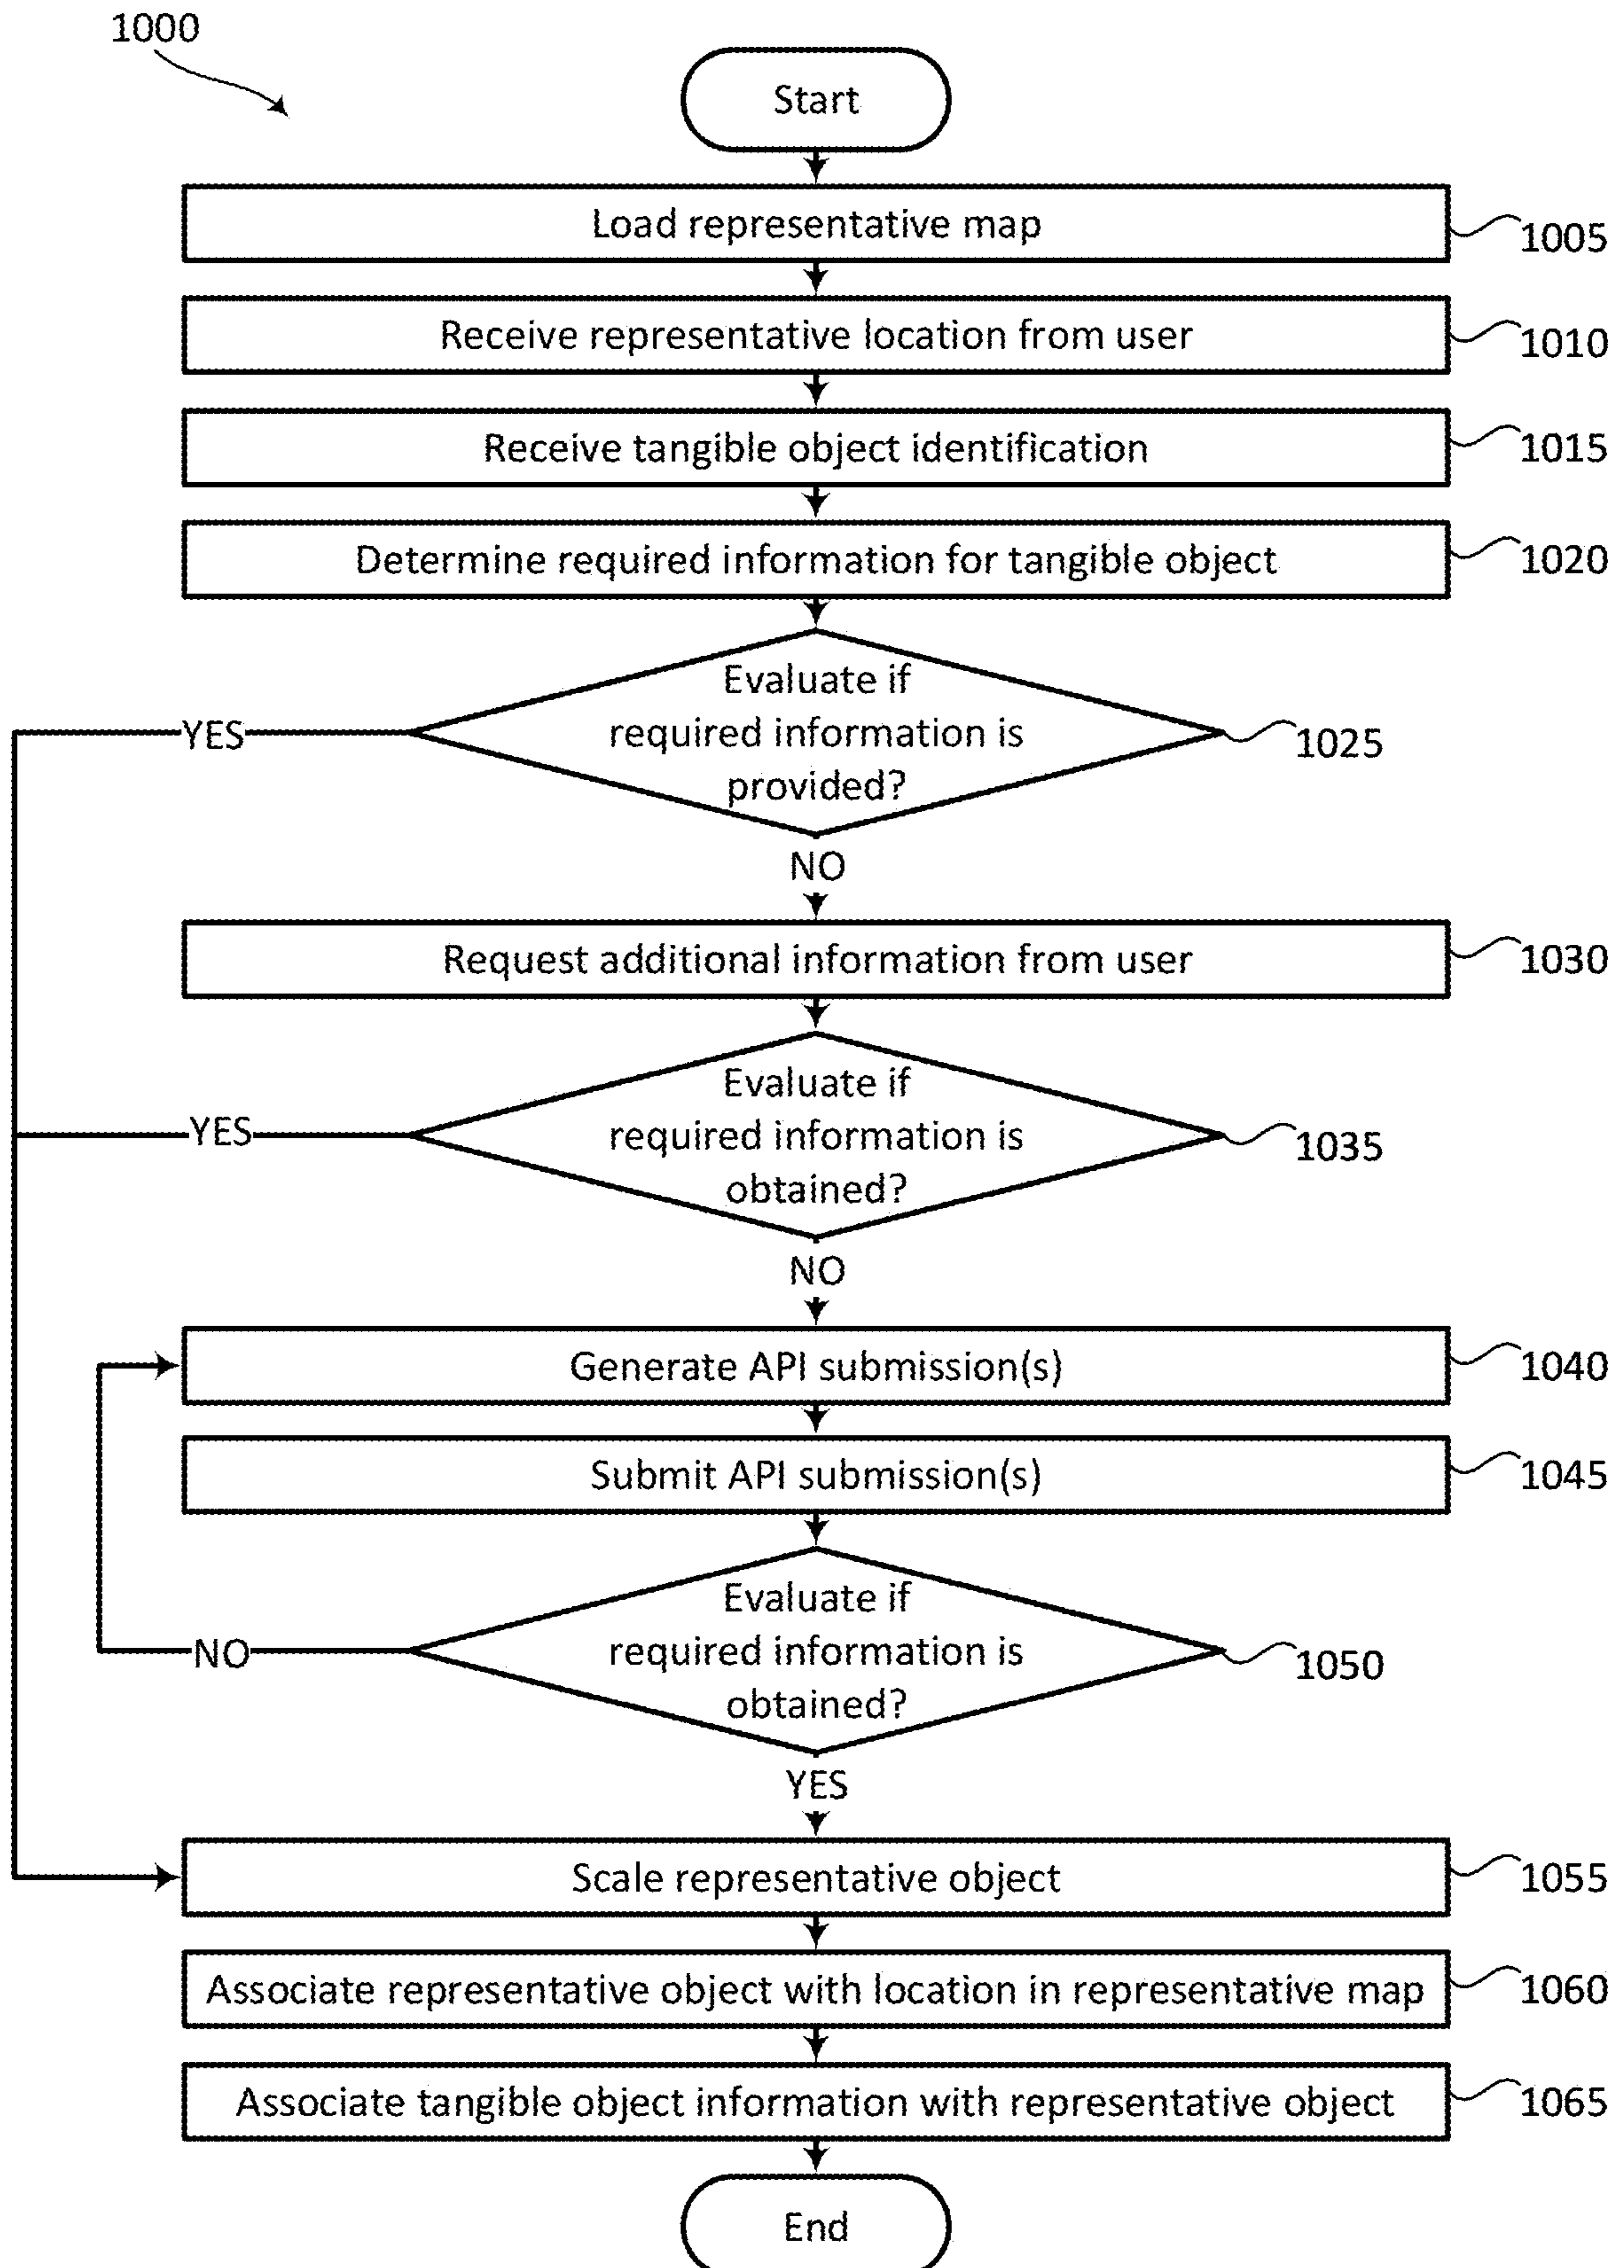 1000
Start
Load representative map
1005
Receive representative location from user
1010
Receive tangible object identification
1015
Determine required information for tangible object
1020
Evaluate if
required information is
provided?
YES
1025
NO
Request additional information from user
1030
Evaluate if
required information is
obtained?
YES
1035
NO
Generate API submission(s)
1040
Submit API submission(s)
1045
Evaluate if
required information is
obtained?
NO
1050
YES
Scale representative object
1055
Associate representative object with location in representative map
1060
Associate tangible object information with representative object
1065
End